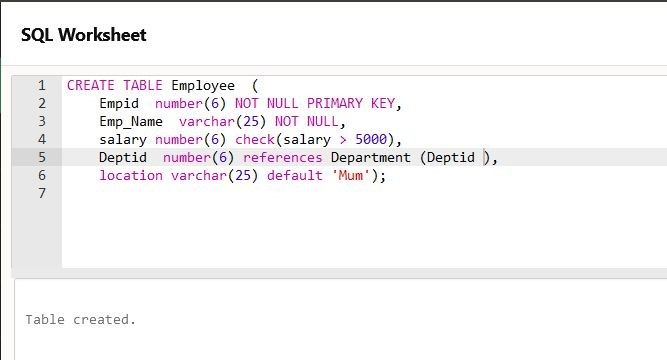 SQL Worksheet
1 CREATE TABLE Employee (
2 Empid number(6) NOT NULL PRIMARY KEY,
3 Emp_Name varchar(25) NOT NULL,
4 salary number(6) check(salary > 5000),
5 Deptid number(6) references Department (Deptid ),
6 location varchar(25) default 'Mum');
7
Table created.